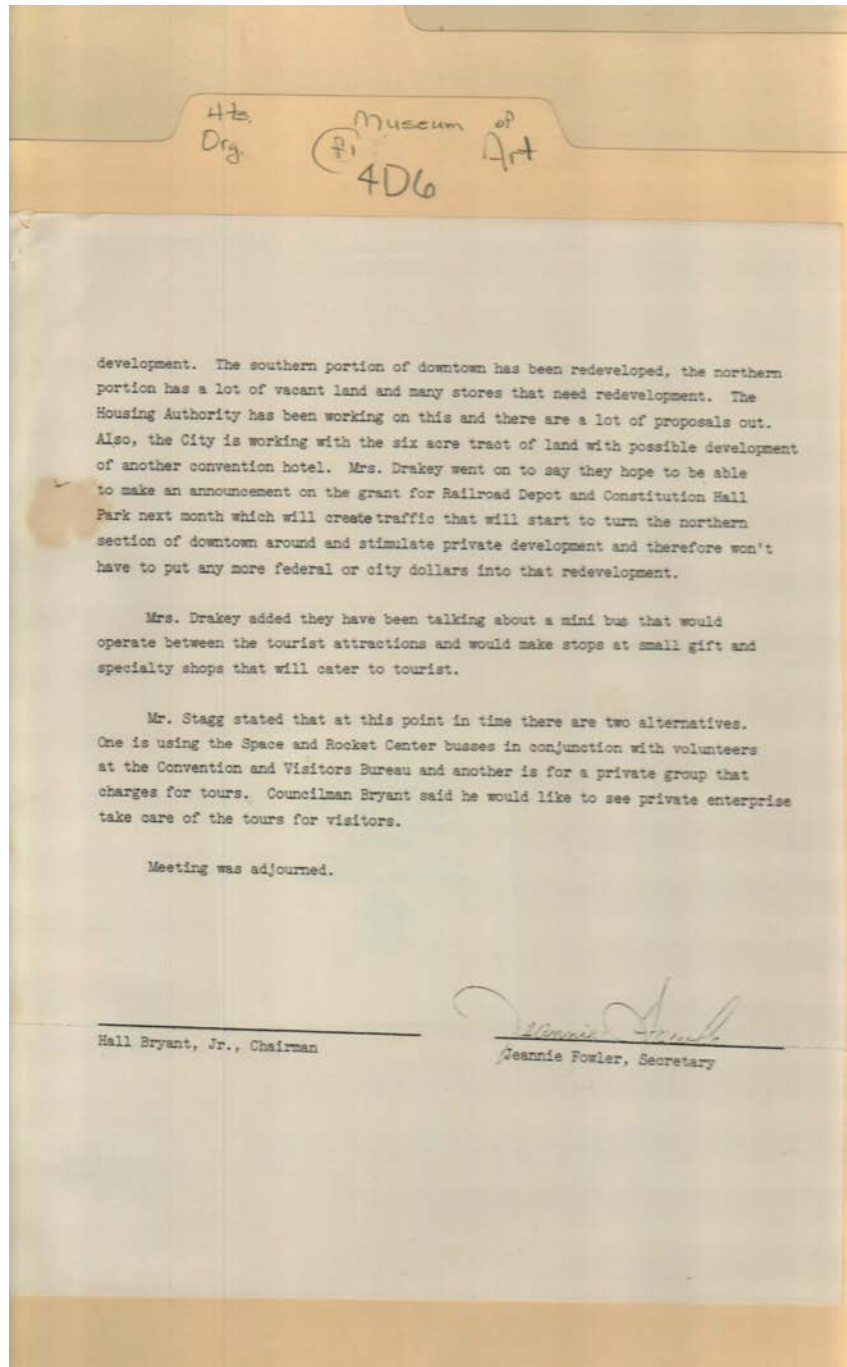 Hts. Museum of
Org. Art
4D6
development. The southern portion of downtown has been redeveloped, the northern
portion has a lot of vacant land and many stores that need redevelopment. The
Housing Authority has been working on this and there are a lot of proposals out.
Also, the City is working with the six acre tract of land with possible development
of another convention hotel. Mrs. Drakey went on to say they hope to be able
to make an announcement on the grant for Railroad Depot and Constitution Hall
Park next month which will create traffic that will start to turn the northern
section of downtown around and stimulate private development and therefore won't
have to put any more federal or city dollars into that redevelopment.
Mrs. Drakey added they have been talking about a mini bus that would
operate between the tourist attractions and would make stops at small gift and
specialty shops that will cater to tourist.
Mr. Stagg stated that at this point in time there are two alternatives.
One is using the Space and Rocket Center busses in conjunction with volunteers
at the Convention and Visitors Bureau and another is for a private group that
charges for tours. Councilman Bryant said he would like to see private enterprise
take care of the tours for visitors.
Meeting was adjourned.
Jeannie Fowler
Hall Bryant, Jr., Chairman
Jeannie Fowler, Secretary